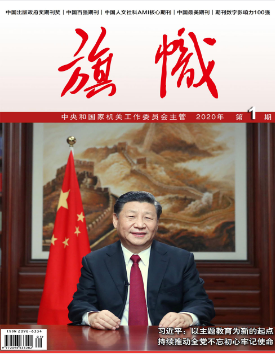 中国出版政府奖期刊奖 | 中国百强期刊 | 中国人文社科AMI核心期刊 | 中国最美期刊 | 期刊数字影响力100强
旗帜
中央和国家机关工作委员会主管 2020年 第1期
习近平：以主题教育为新的起点
持续推动全党不忘初心牢记使命